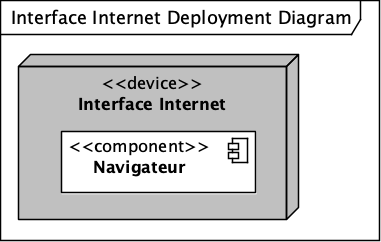 Interface Internet Deployment Diagram
<<device>>
Interface Internet
<<component>>
Navigateur